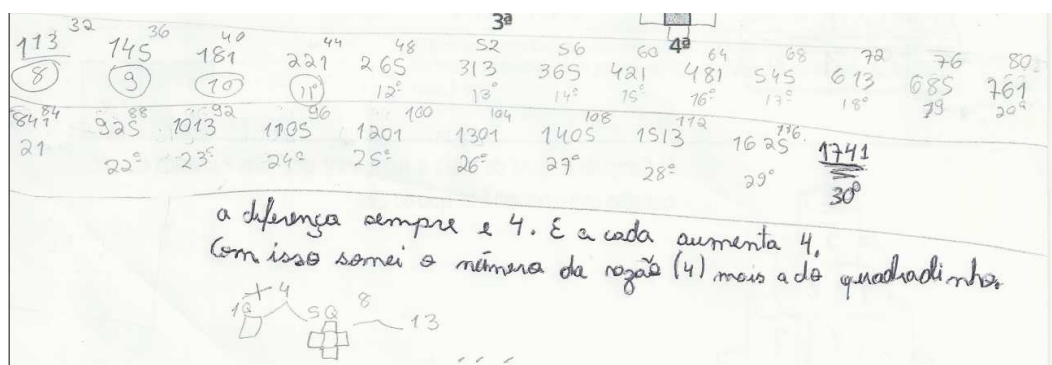 3ª
4ª
32 36 40 44 48 52 56 60 64 68 72 76 80
113 145 181 221 265 313 365 421 481 545 613 685 761
8 9 10 11º 12º 13º 14º 15º 16º 17º 18º 19 20º
84 88 92 96 100 104 108 112 116
841 925 1013 1105 1201 1301 1405 1513 1625 1741
21 22º 23º 24º 25º 26º 27º 28º 29º 30º
a diferença sempre e 4. E a cada aumenta 4.
Com isso somei o número da razão (4) mais a do quadradinho.
+4 8
1Q 5Q 13